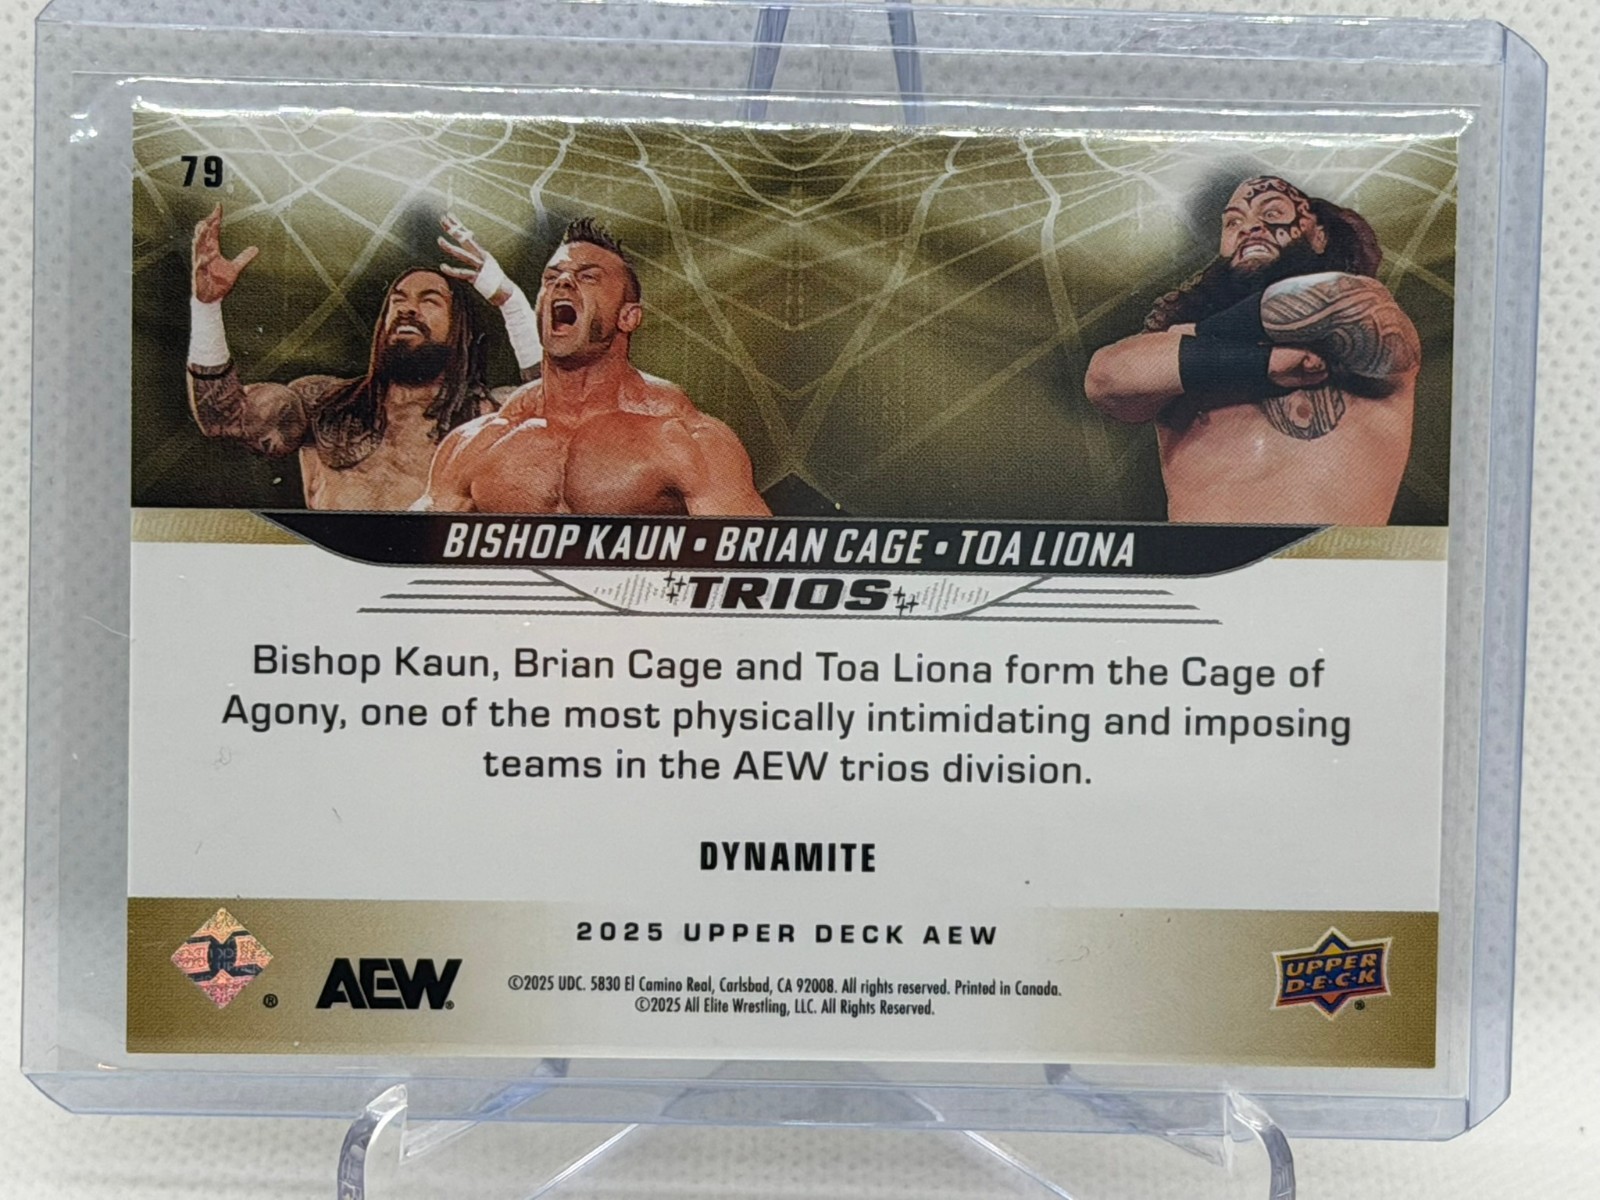 79
BISHOP KAUN • BRIAN CAGE • TOA LIONA
TRIOS
Bishop Kaun, Brian Cage and Toa Liona form the Cage of
Agony, one of the most physically intimidating and imposing
teams in the AEW trios division.
DYNAMITE
2025 UPPER DECK AEW
®
AEW®
©2025 UDC. 5830 El Camino Real, Carlsbad, CA 92008. All rights reserved. Printed in Canada.
©2025 All Elite Wrestling, LLC. All Rights Reserved.
UPPER
D·E·C·K
®